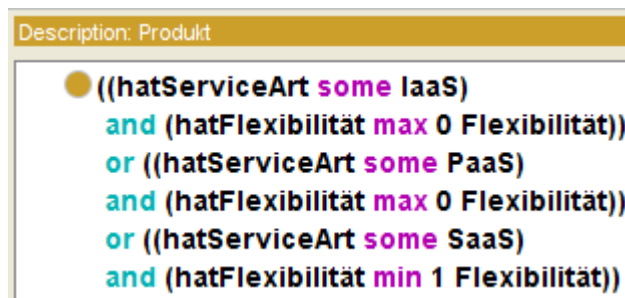 Description: Produkt
((hatServiceArt some IaaS)
and (hatFlexibilität max 0 Flexibilität))
or ((hatServiceArt some PaaS)
and (hatFlexibilität max 0 Flexibilität))
or ((hatServiceArt some SaaS)
and (hatFlexibilität min 1 Flexibilität))